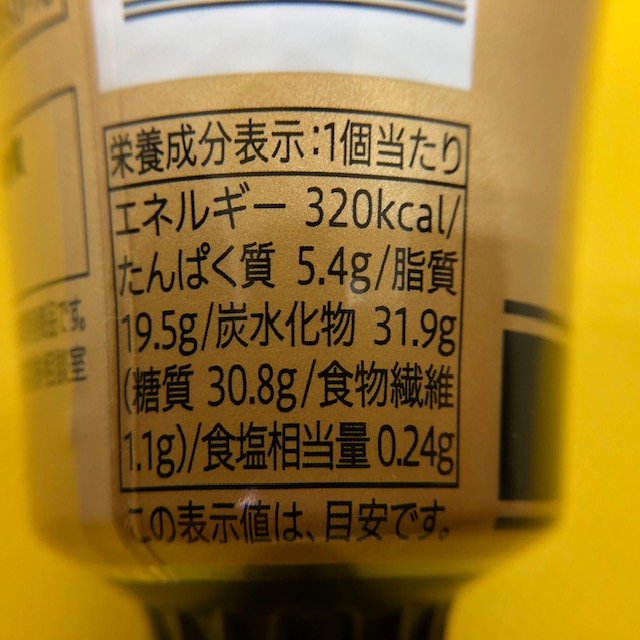 栄養成分表示:1個当たり
エネルギー 320kcal/
たんぱく質 5.4g/脂質
19.5g/炭水化物 31.9g
(糖質 30.8g/食物繊維
1.1g)/食塩相当量0.24g
この表示値は、目安です。
です。
室